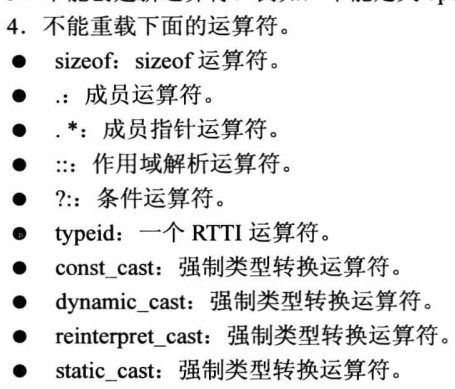 4．不能重载下面的运算符。
● sizeof：sizeof 运算符。
● .：成员运算符。
● . *：成员指针运算符。
● ::：作用域解析运算符。
● ?:：条件运算符。
● typeid：一个 RTTI 运算符。
● const_cast：强制类型转换运算符。
● dynamic_cast：强制类型转换运算符。
● reinterpret_cast：强制类型转换运算符。
● static_cast：强制类型转换运算符。